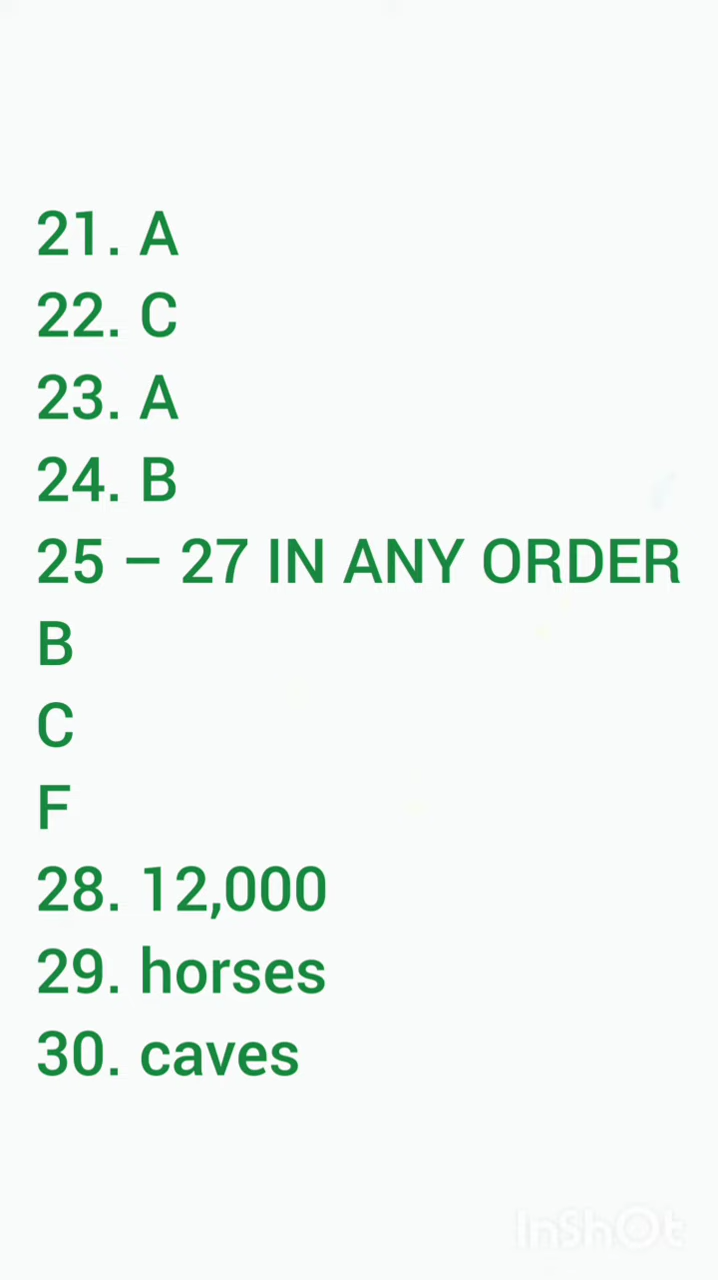 21. A
22. C
23. A
24. B
25 – 27 IN ANY ORDER
B
C
F
28. 12,000
29. horses
30. caves
InShOt